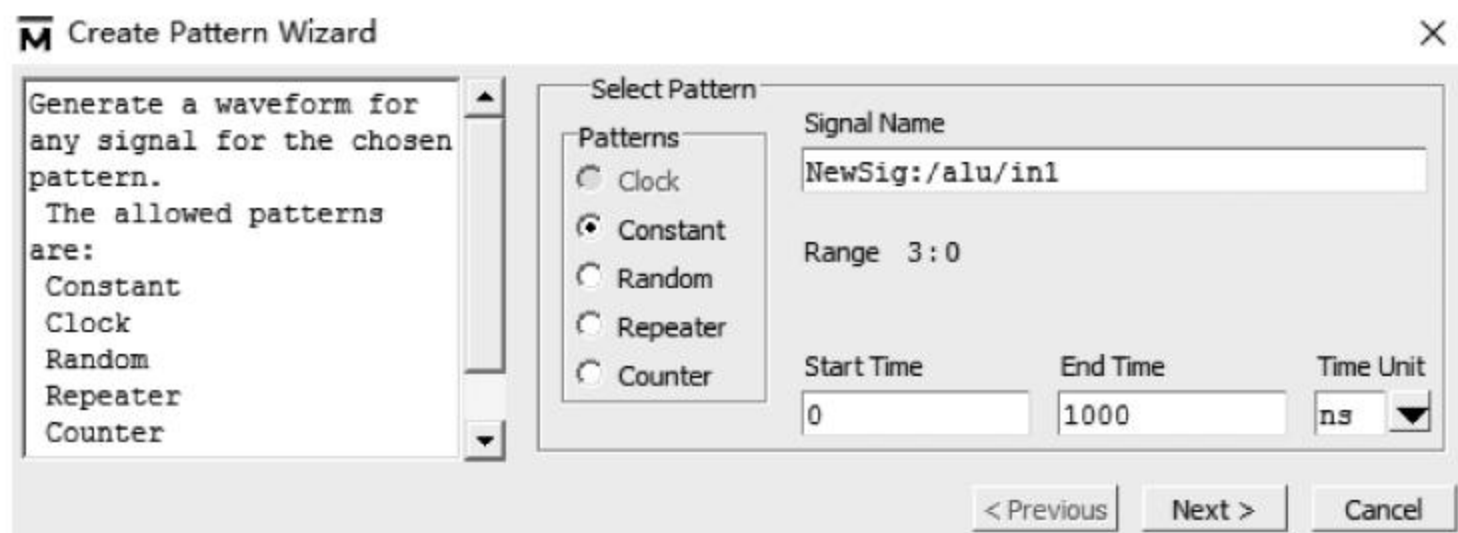 Create Pattern Wizard
Generate a waveform for
any signal for the chosen
pattern.
The allowed patterns
are:
Constant
Clock
Random
Repeater
Counter
Select Pattern
Patterns
Clock
Constant
Random
Repeater
Counter
Signal Name
NewSig:/alu/in1
Range 3:0
Start Time End Time Time Unit
0 1000 ns
< Previous Next > Cancel